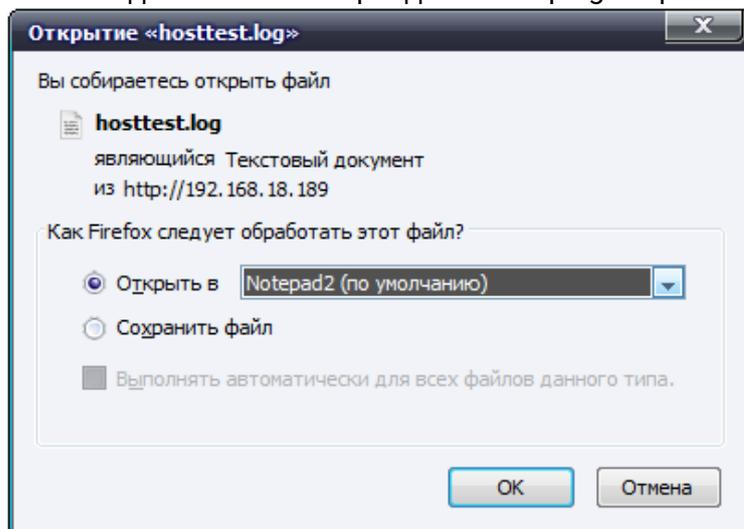 Открытие «hosttest.log»
X
Вы собираетесь открыть файл
hosttest.log
являющийся Текстовый документ
из http://192.168.18.189
Как Firefox следует обработать этот файл?
Открыть в Notepad2 (по умолчанию)
Сохранить файл
Выполнять автоматически для всех файлов данного типа.
OK Отмена